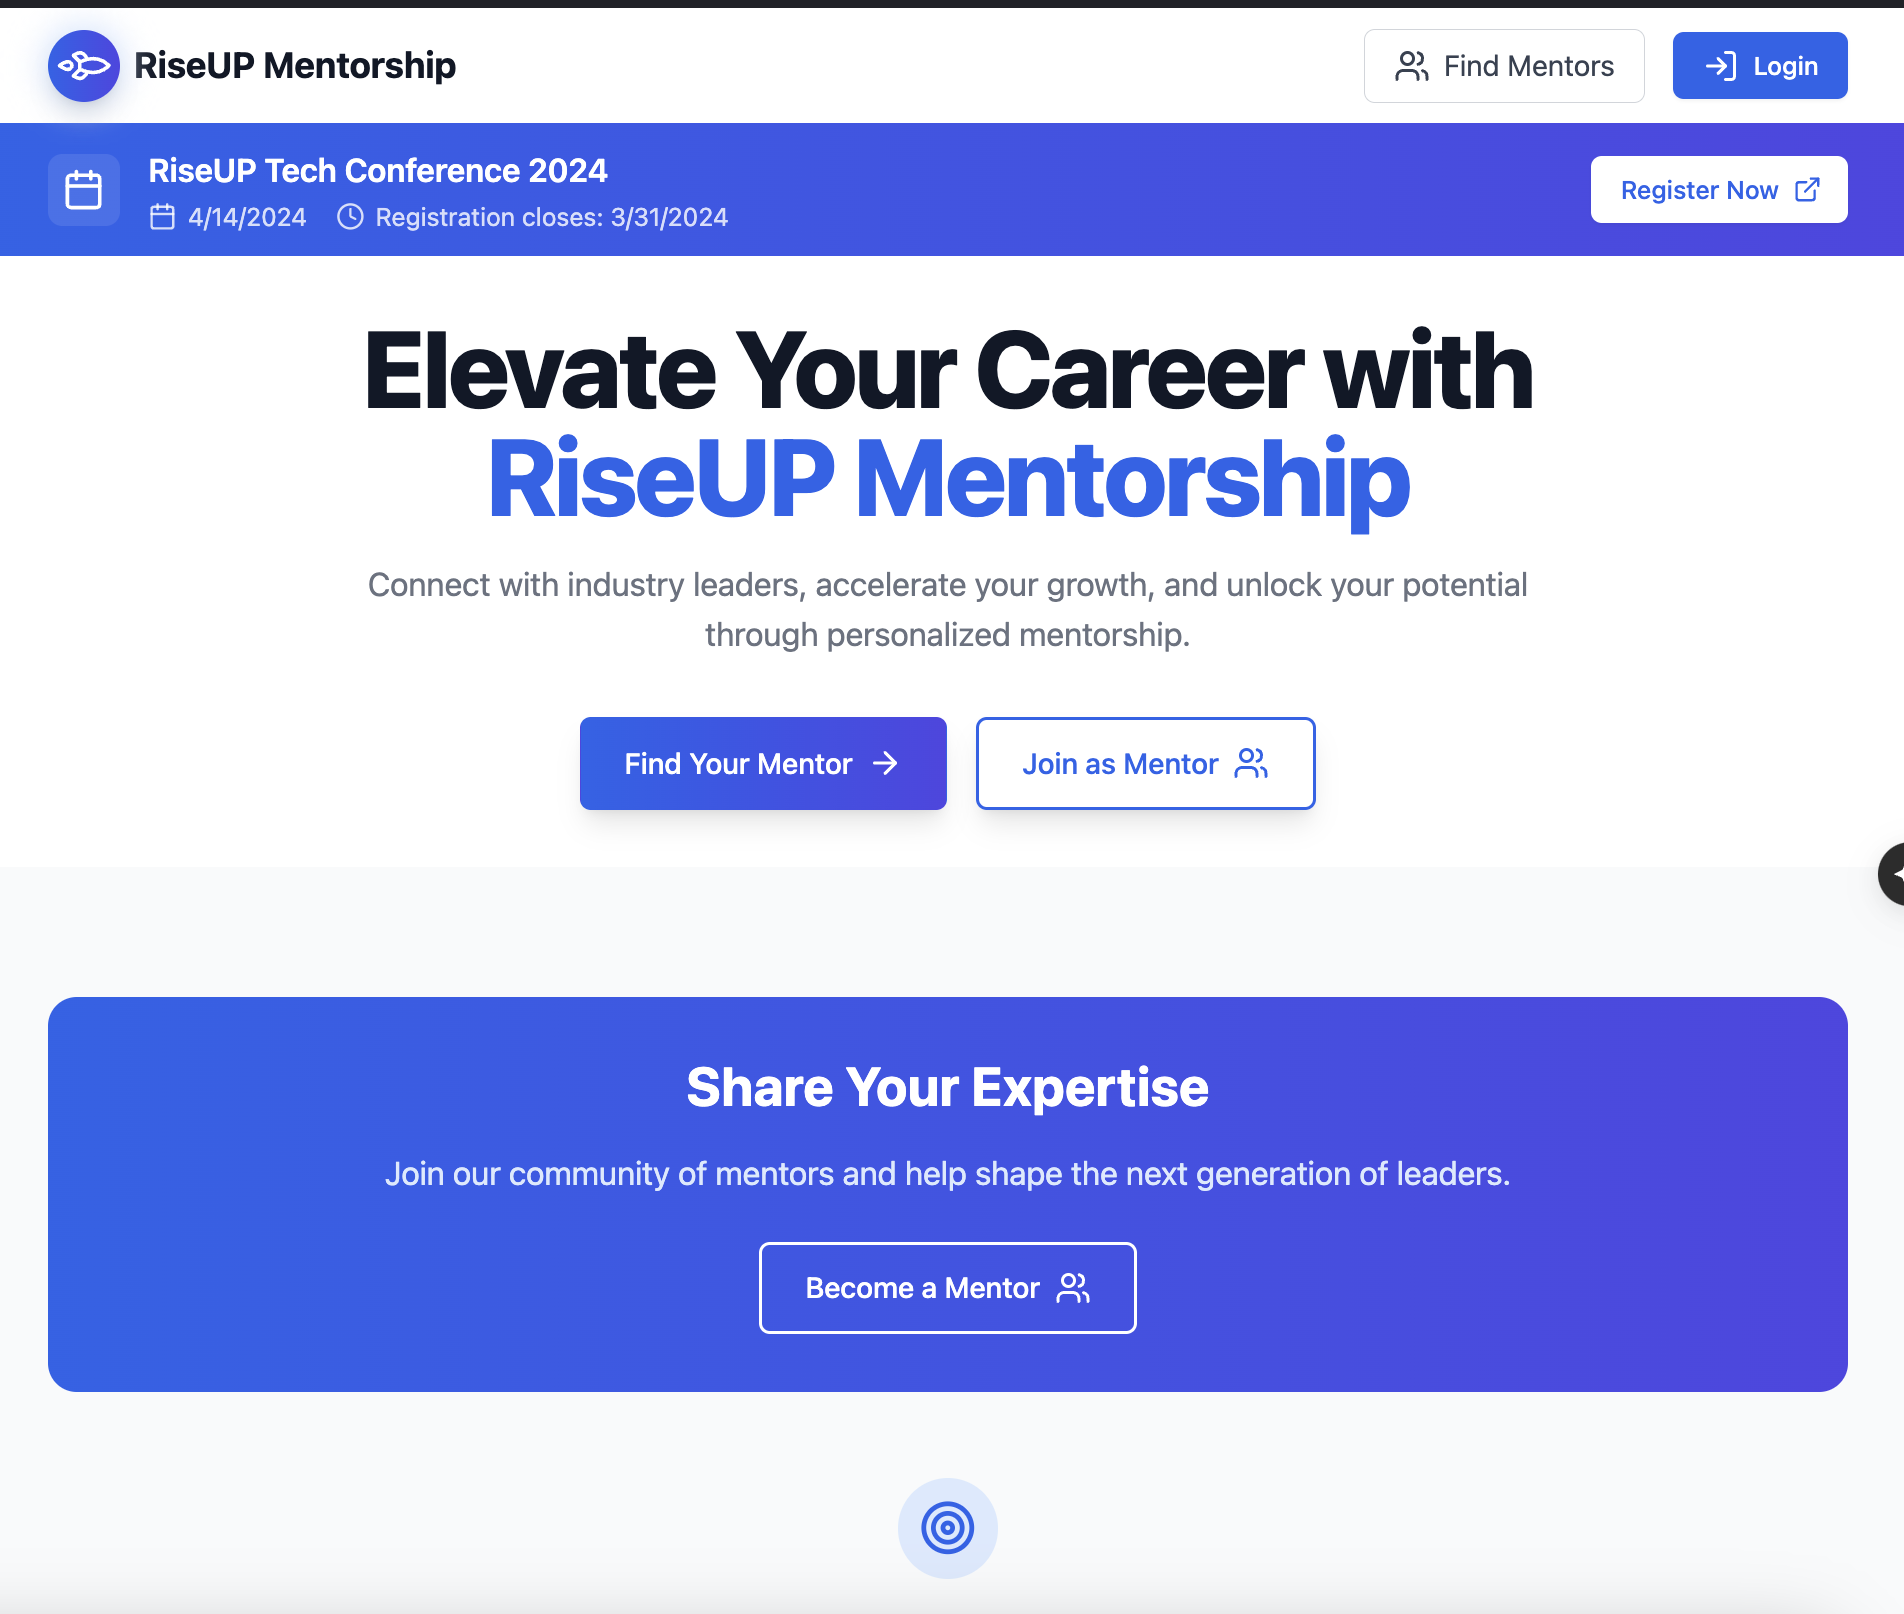 RiseUP Mentorship
Find Mentors
Login
RiseUP Tech Conference 2024
4/14/2024 Registration closes: 3/31/2024
Register Now
Elevate Your Career with
RiseUP Mentorship
Connect with industry leaders, accelerate your growth, and unlock your potential
through personalized mentorship.
Find Your Mentor
Join as Mentor
Share Your Expertise
Join our community of mentors and help shape the next generation of leaders.
Become a Mentor